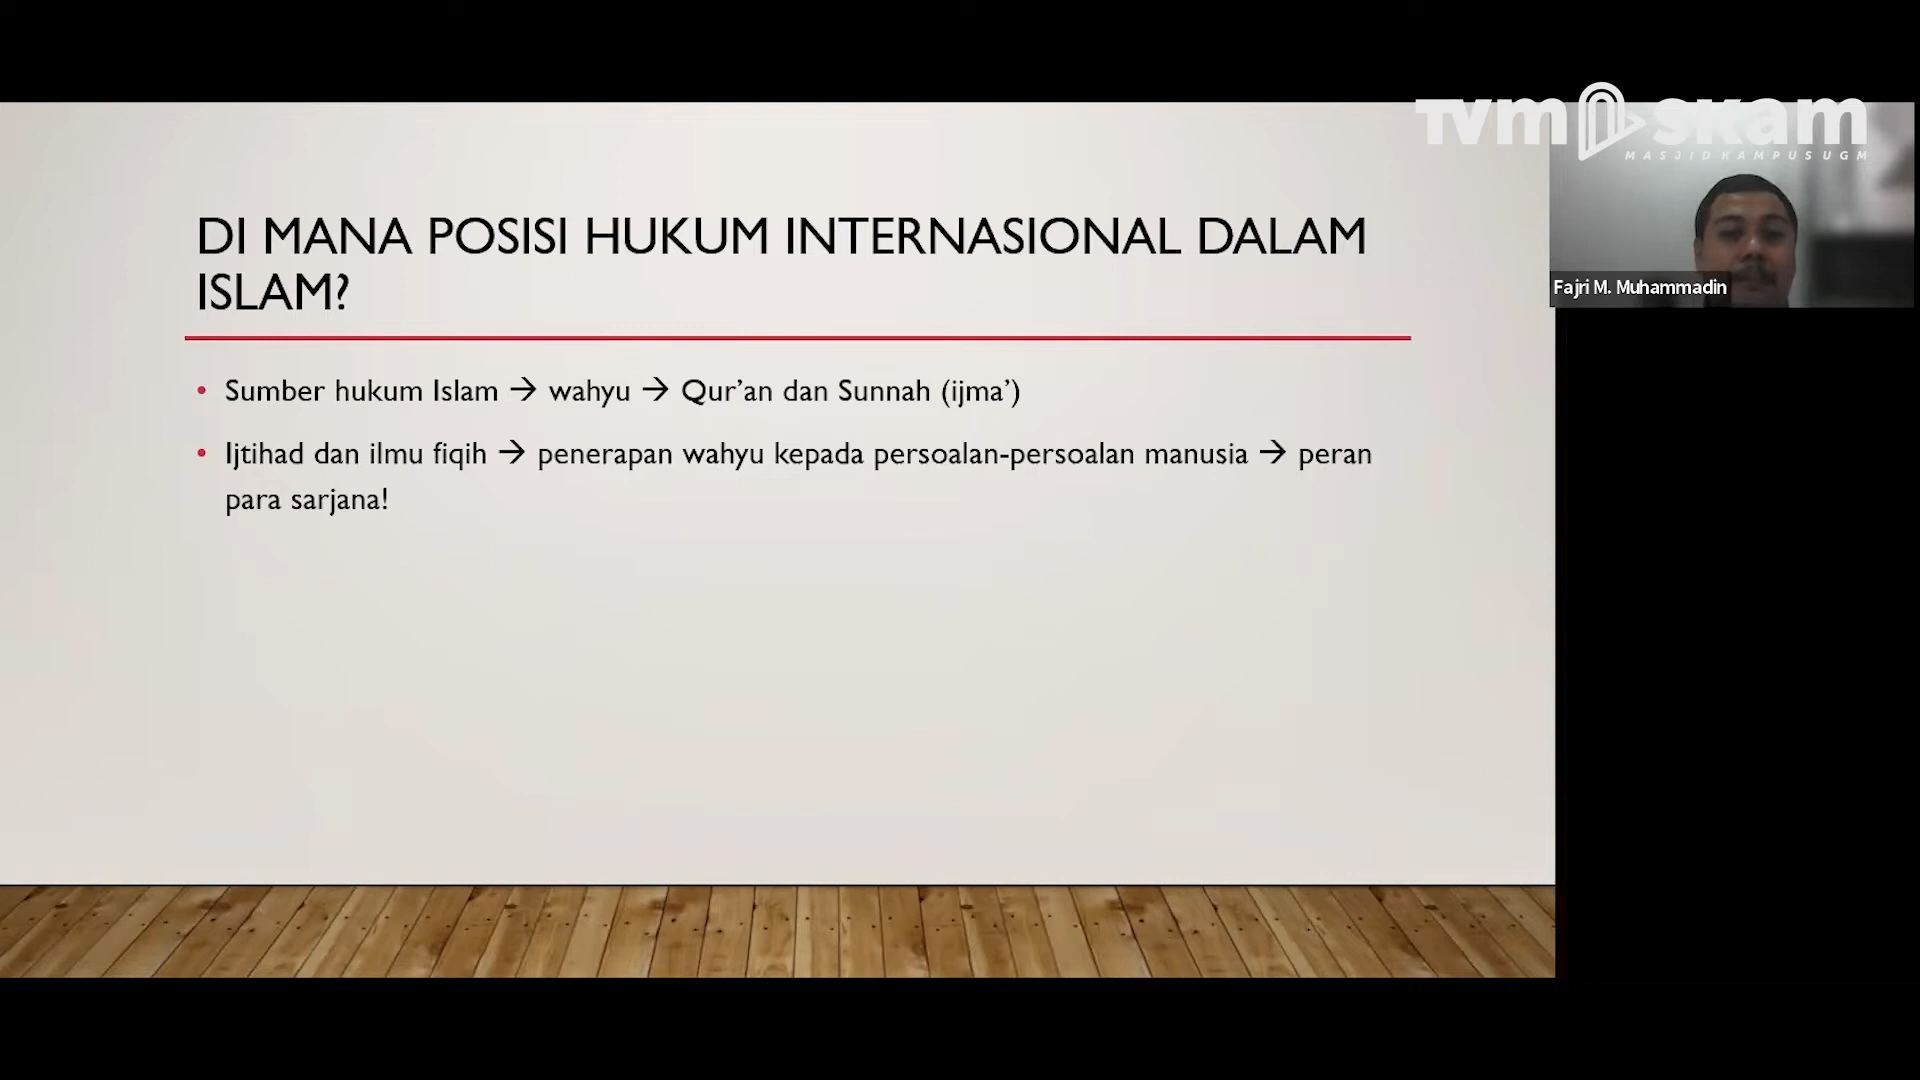 TVM SKAM
MASJID KAMPUS UGM
DI MANA POSISI HUKUM INTERNASIONAL DALAM
ISLAM?
Fajri M. Muhammadin
• Sumber hukum Islam → wahyu → Qur’an dan Sunnah (ijma’)
• Ijtihad dan ilmu fiqih → penerapan wahyu kepada persoalan-persoalan manusia → peran
para sarjana!